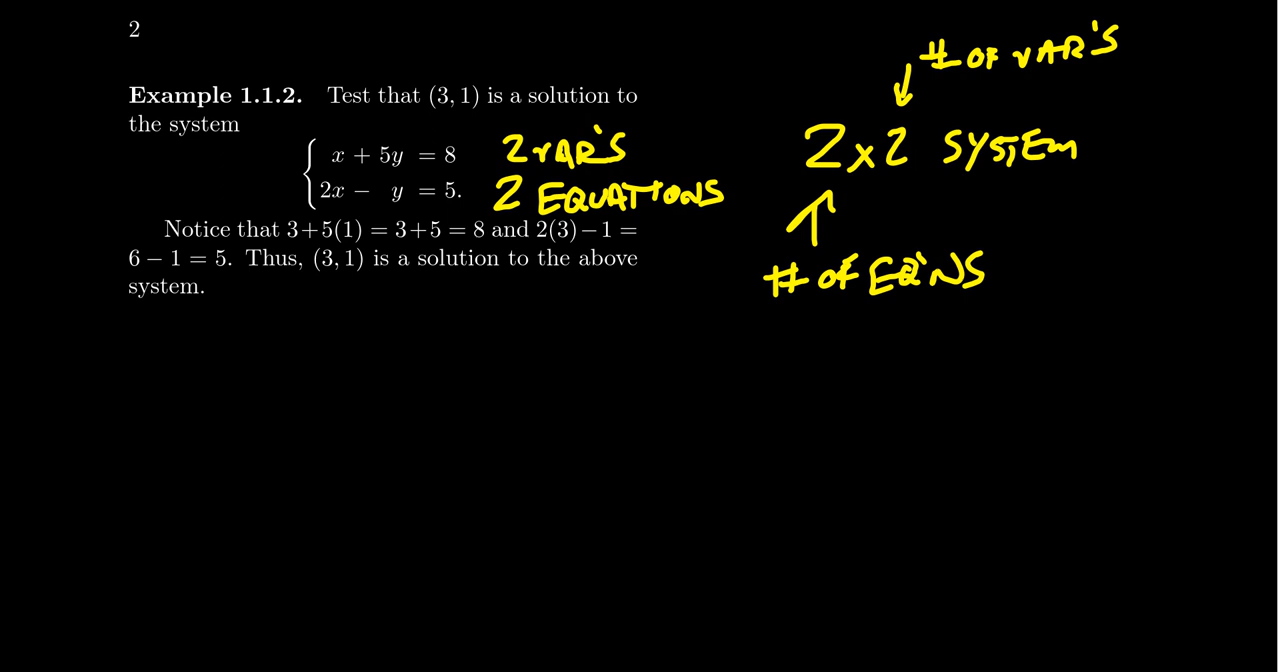 2
Example 1.1.2. Test that (3, 1) is a solution to
the system
x + 5y = 8
2x − y = 5.
Notice that 3+5(1) = 3+5 = 8 and 2(3)−1 =
6 − 1 = 5. Thus, (3, 1) is a solution to the above
system.
2 VAR'S
2 EQUATIONS
# OF VAR'S
2x2 SYSTEM
# OF EQ'NS